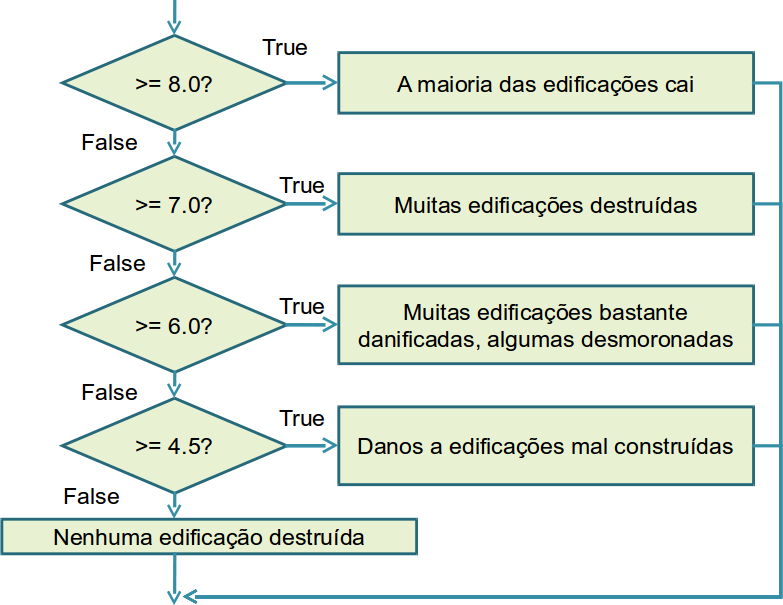 True
>= 8.0?
A maioria das edificações cai
False
True
>= 7.0?
Muitas edificações destruídas
False
True
>= 6.0?
Muitas edificações bastante
danificadas, algumas desmoronadas
False
True
>= 4.5?
Danos a edificações mal construídas
False
Nenhuma edificação destruída